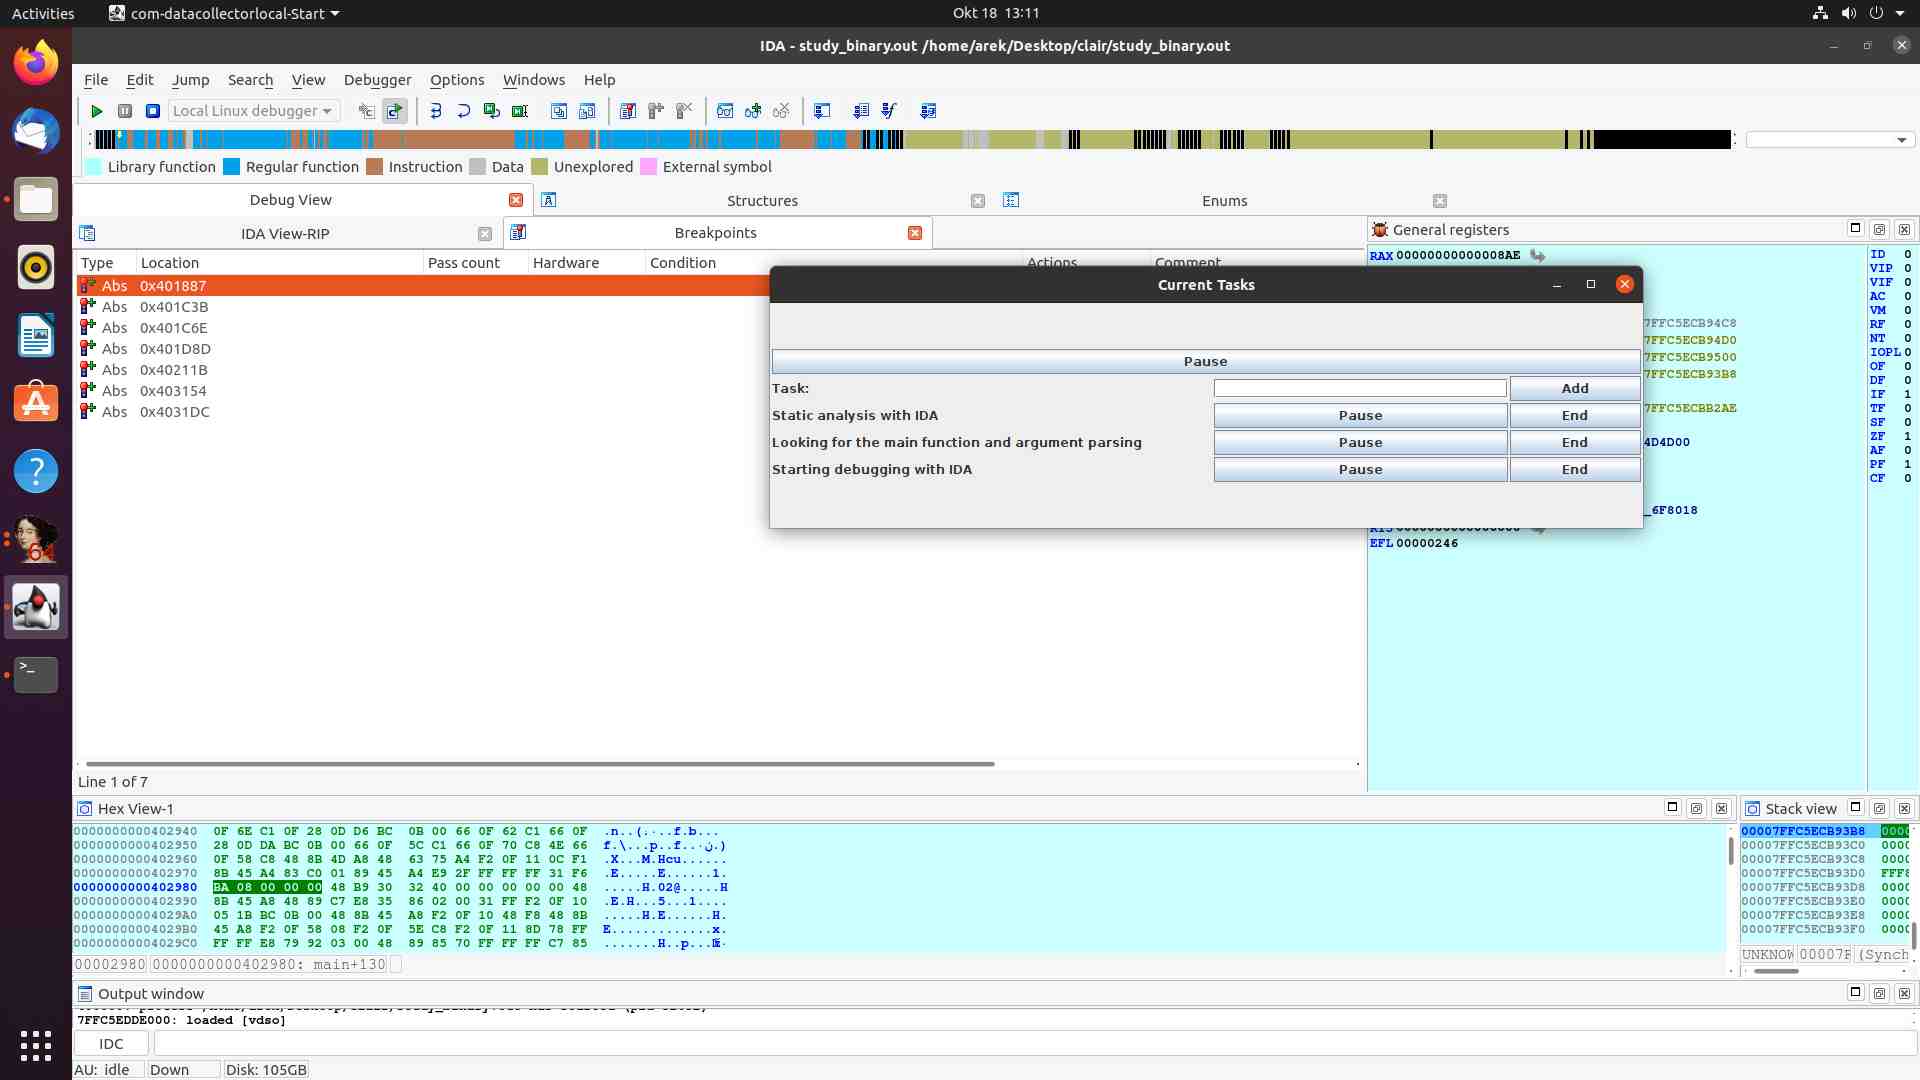 Activities
com-datacollectorlocal-Start
Okt 18 13:11
IDA - study_binary.out /home/arek/Desktop/clair/study_binary.out
File Edit Jump Search View Debugger Options Windows Help
Local Linux debugger
Library function Regular function Instruction Data Unexplored External symbol
Debug View Structures Enums
IDA View-RIP Breakpoints General registers
Type Location Pass count Hardware Condition Actions Comment
Abs 0x401887
Abs 0x401C3B
Abs 0x401C6E
Abs 0x401D8D
Abs 0x40211B
Abs 0x403154
Abs 0x4031DC
Line 1 of 7
Current Tasks
Pause
Task: Add
Static analysis with IDA Pause End
Looking for the main function and argument parsing Pause End
Starting debugging with IDA Pause End
RAX 00000000000008AE
7FFC5ECB94C8
7FFC5ECB94D0
7FFC5ECB9500
7FFC5ECB93B8
7FFC5ECBB2AE
4D4D00
_6F8018
EFL 00000246
ID 0
VIP 0
VIF 0
AC 0
VM 0
RF 0
NT 0
IOPL 0
OF 0
DF 0
IF 1
TF 0
SF 0
ZF 1
AF 0
PF 1
CF 0
Hex View-1
0000000000402940 0F 6E C1 0F 28 0D D6 BC 0B 00 66 0F 62 C1 66 0F
0000000000402950 28 0D DA BC 0B 00 66 0F 5C C1 66 0F 70 C8 4E 66
0000000000402960 0F 58 C8 48 8B 4D A8 48 63 75 A4 F2 0F 11 0C F1
0000000000402970 8B 45 A4 83 C0 01 89 45 A4 E9 2F FF FF FF 31 F6
0000000000402980 BA 08 00 00 00 48 B9 30 32 40 00 00 00 00 00 48
0000000000402990 8B 45 A8 48 89 C7 E8 35 86 02 00 31 FF F2 0F 10
00000000004029A0 05 1B BC 0B 00 48 8B 45 A8 F2 0F 10 48 F8 48 8B
00000000004029B0 45 A8 F2 0F 58 08 F2 0F 5E C8 F2 0F 11 8D 78 FF
00000000004029C0 FF FF E8 79 92 03 00 48 89 85 70 FF FF FF C7 85
00002980 0000000000402980: main+130
Stack view
00007FFC5ECB93B8
00007FFC5ECB93C0
00007FFC5ECB93C8
00007FFC5ECB93D0 FFF8
00007FFC5ECB93D8
00007FFC5ECB93E0
00007FFC5ECB93E8
00007FFC5ECB93F0
Output window
7FFC5EDDE000: loaded [vdso]
IDC
AU: idle Down Disk: 105GB